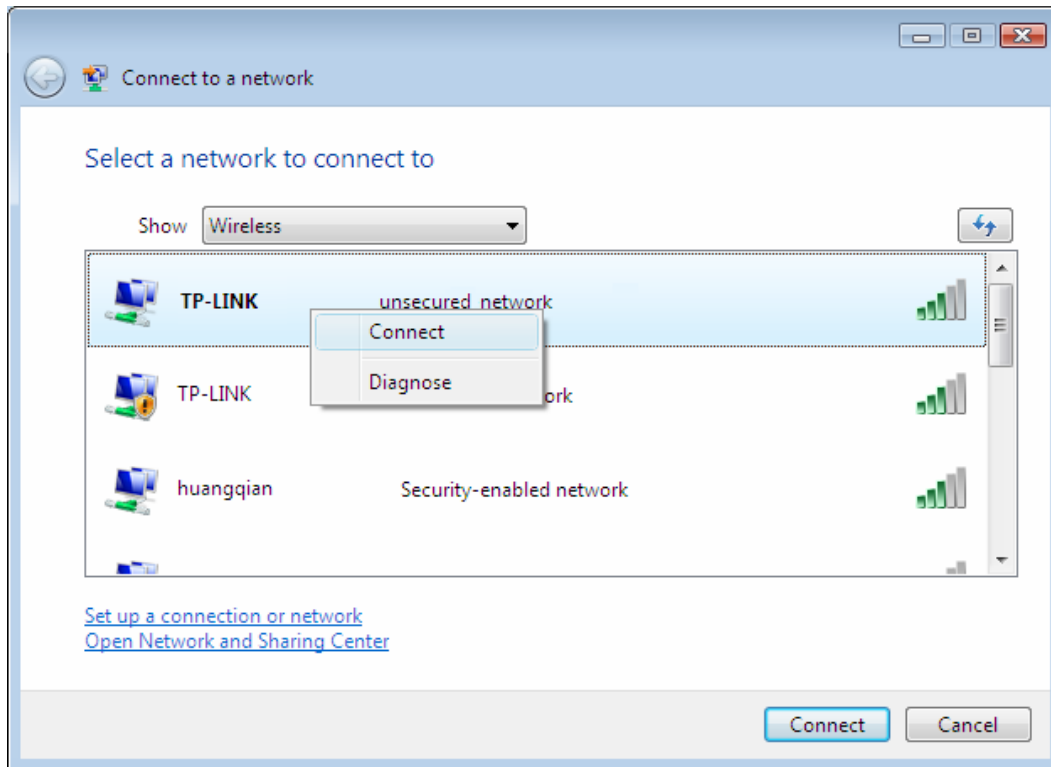 Connect to a network
Select a network to connect to
Show Wireless
TP-LINK unsecured network
Connect
Diagnose
TP-LINK
huangqian Security-enabled network
Set up a connection or network
Open Network and Sharing Center
Connect Cancel